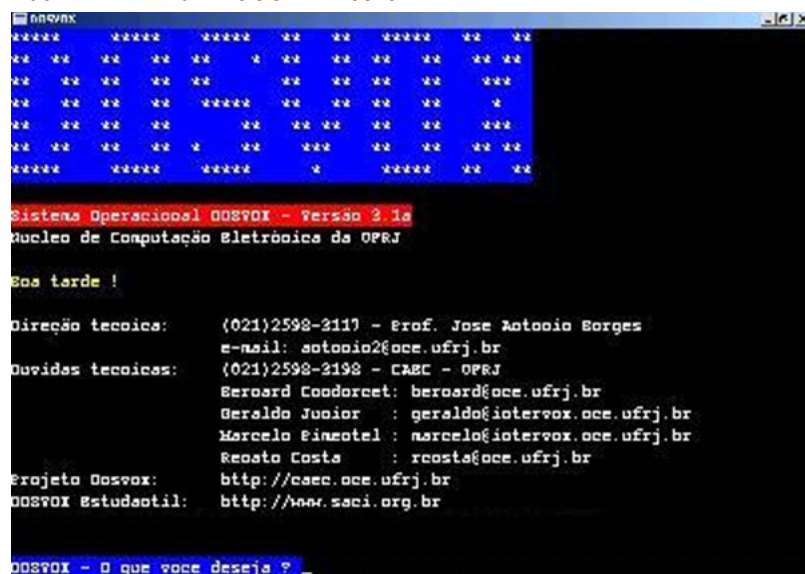 DOSVOX
DOSVOX
Sistema Operacional DOSVOX - Versão 3.1a
Nucleo de Computação Eletrônica da UFRJ
Boa tarde !
Direção tecnica: (021)2598-3117 - Prof. Jose Antonio Borges
e-mail: antonio2@nce.ufrj.br
Duvidas tecnicas: (021)2598-3198 - CAEC - UFRJ
Bernard Condorcet: bernard@nce.ufrj.br
Geraldo Junior : geraldo@intervox.nce.ufrj.br
Marcelo Pimentel : marcelo@intervox.nce.ufrj.br
Renato Costa : rcosta@nce.ufrj.br
Projeto Dosvox: http://caec.nce.ufrj.br
DOSVOX Estudantil: http://www.saci.org.br
DOSVOX - O que voce deseja ? _